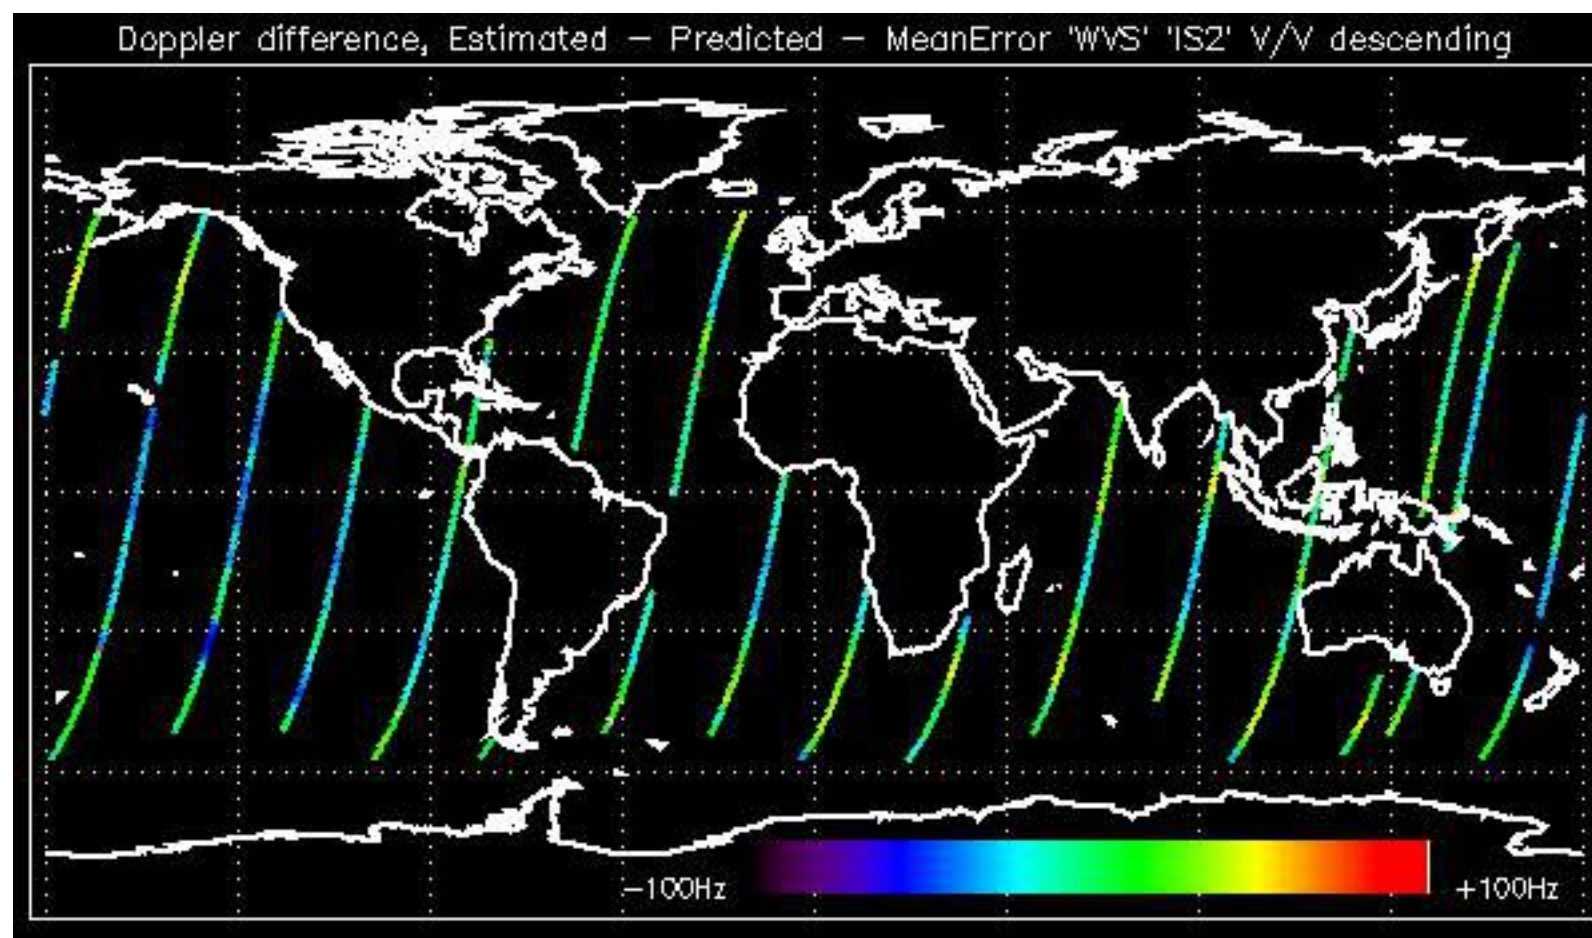 Doppler difference, Estimated – Predicted – MeanError 'WVS' 'IS2' V/V descending
–100Hz +100Hz